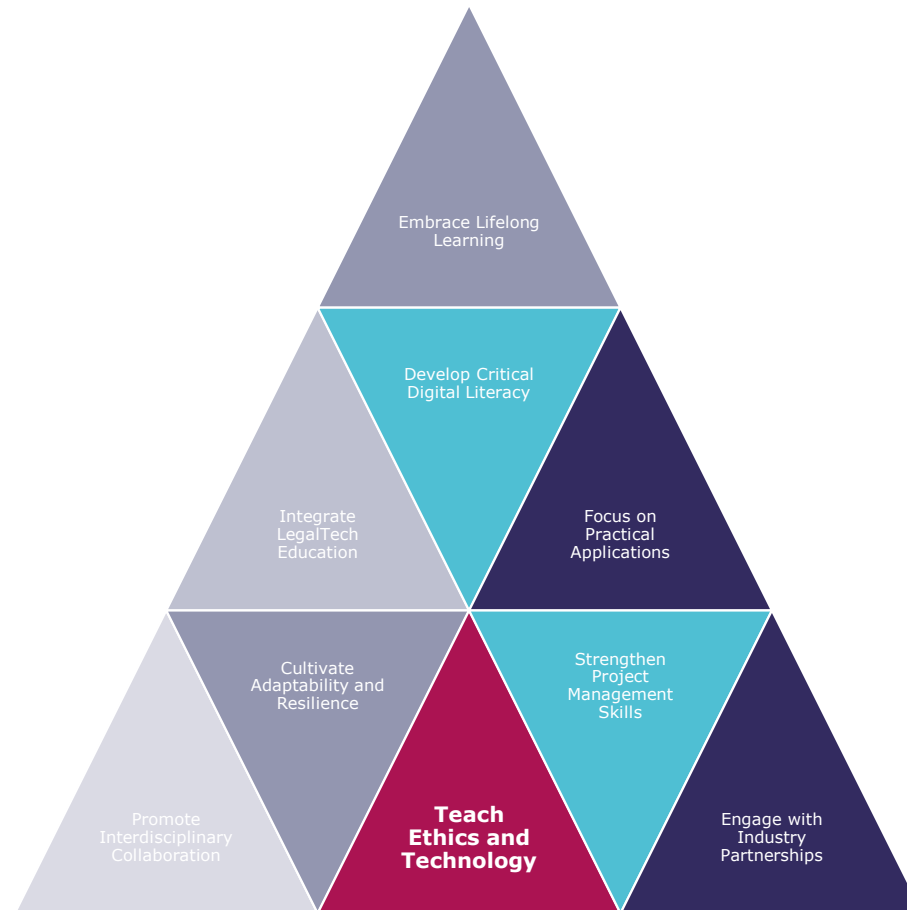 Embrace Lifelong
Learning
Develop Critical
Digital Literacy
Integrate
LegalTech
Education
Focus on
Practical
Applications
Cultivate
Adaptability and
Resilience
Strengthen
Project
Management
Skills
Promote
Interdisciplinary
Collaboration
Teach
Ethics and
Technology
Engage with
Industry
Partnerships